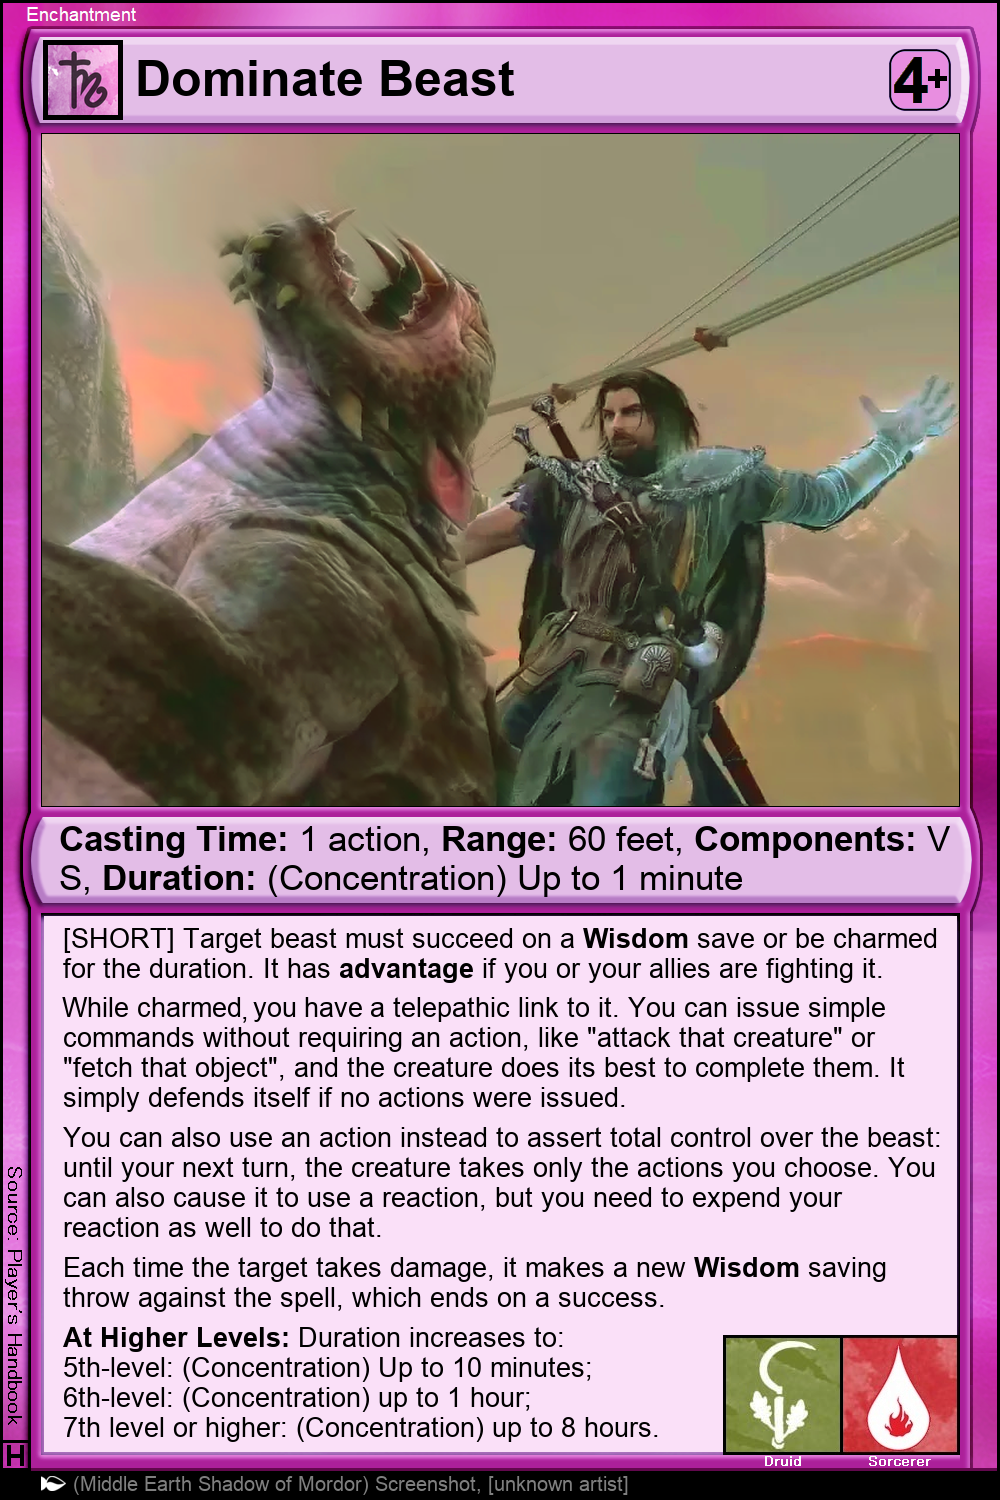 Enchantment
Dominate Beast
4+
Casting Time: 1 action, Range: 60 feet, Components: V
S, Duration: (Concentration) Up to 1 minute
[SHORT] Target beast must succeed on a Wisdom save or be charmed
for the duration. It has advantage if you or your allies are fighting it.
While charmed, you have a telepathic link to it. You can issue simple
commands without requiring an action, like "attack that creature" or
"fetch that object", and the creature does its best to complete them. It
simply defends itself if no actions were issued.
You can also use an action instead to assert total control over the beast:
until your next turn, the creature takes only the actions you choose. You
can also cause it to use a reaction, but you need to expend your
reaction as well to do that.
Each time the target takes damage, it makes a new Wisdom saving
throw against the spell, which ends on a success.
At Higher Levels: Duration increases to:
5th-level: (Concentration) Up to 10 minutes;
6th-level: (Concentration) up to 1 hour;
7th level or higher: (Concentration) up to 8 hours.
Druid
Sorcerer
Source: Player's Handbook
H
(Middle Earth Shadow of Mordor) Screenshot, [unknown artist]